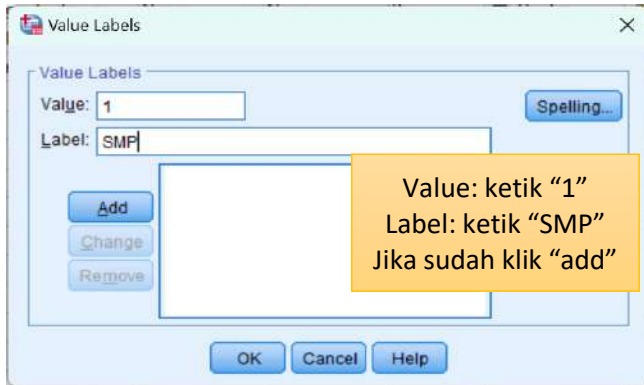 Value Labels
Value Labels
Value: 1
Spelling...
Label: SMP
Add
Change
Remove
Value: ketik “1”
Label: ketik “SMP”
Jika sudah klik “add”
OK
Cancel
Help